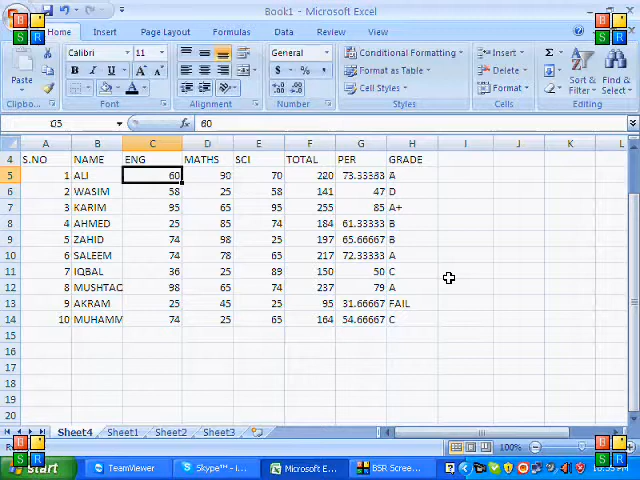 Book1 - Microsoft Excel
Home Insert Page Layout Formulas Data Review View
Calibri 11 General Conditional Formatting Insert Σ
Paste B I U A $ % , Format as Table Delete Sort & Find &
Cell Styles Format Filter Select
Clipboa... Font Alignment Number Styles Cells Editing
fx 60
A B C D E F G H I J K L
4 S.NO NAME ENG MATHS SCI TOTAL PER GRADE
5 1 ALI 60 90 70 220 73.33333 A
6 2 WASIM 58 25 58 141 47 D
7 3 KARIM 95 65 95 255 85 A+
8 4 AHMED 25 85 74 184 61.33333 B
9 5 ZAHID 74 98 25 197 65.66667 B
10 6 SALEEM 74 78 65 217 72.33333 A
11 7 IQBAL 36 25 89 150 50 C
12 8 MUSHTAC 98 65 74 237 79 A
13 9 AKRAM 25 45 25 95 31.66667 FAIL
14 10 MUHAMM 74 25 65 164 54.66667 C
15
16
17
18
19
20
Sheet4 Sheet1 Sheet2 Sheet3
100%
B S R
start TeamViewer Skype™ - i... Microsoft E... BSR Scree...